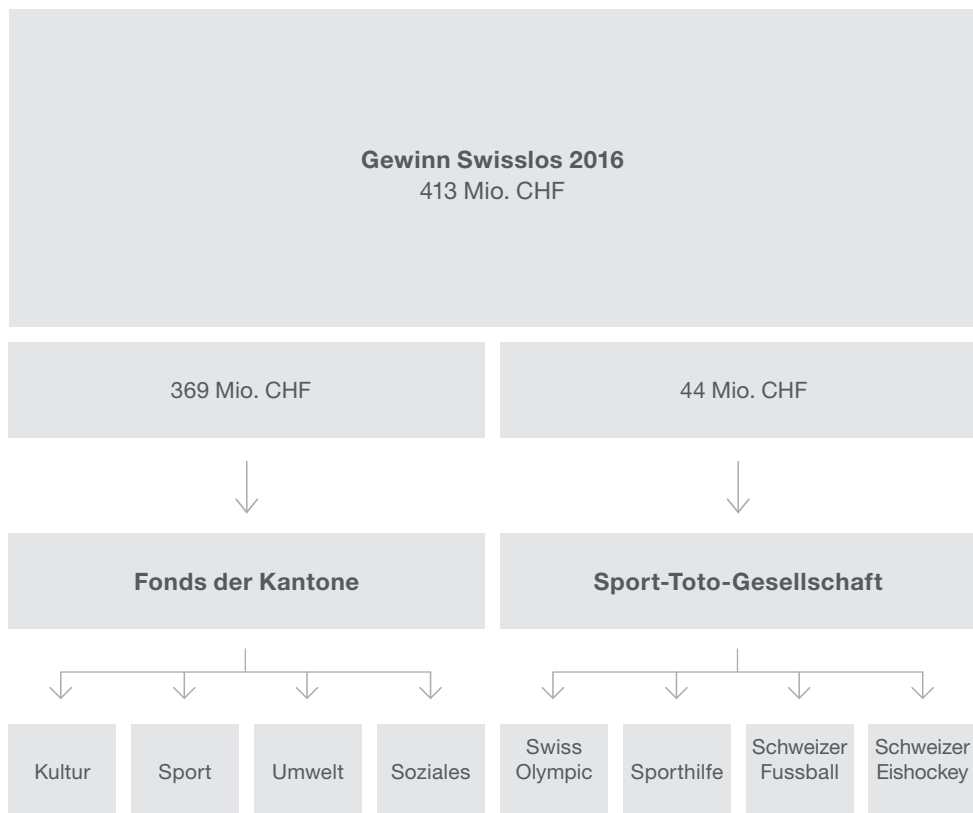 Gewinn Swisslos 2016
413 Mio. CHF
369 Mio. CHF
44 Mio. CHF
Fonds der Kantone
Sport-Toto-Gesellschaft
Kultur
Sport
Umwelt
Soziales
Swiss
Olympic
Sporthilfe
Schweizer
Fussball
Schweizer
Eishockey